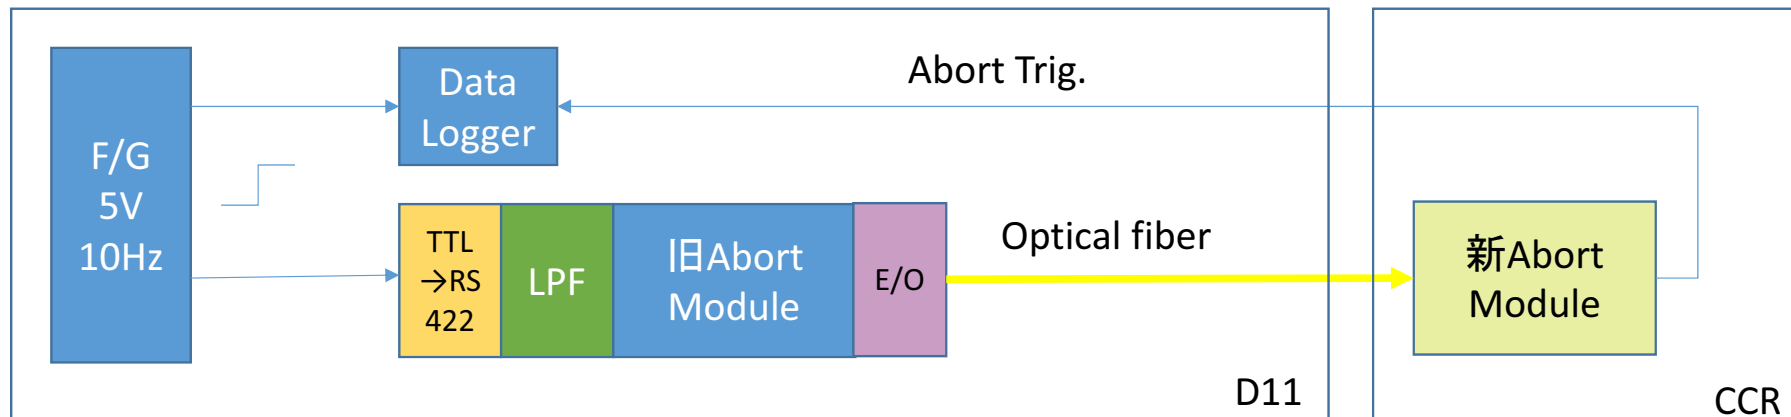 F/G
5V
10Hz
Data
Logger
Abort Trig.
TTL
→RS
422
LPF
旧Abort
Module
E/O
Optical fiber
新Abort
Module
D11
CCR